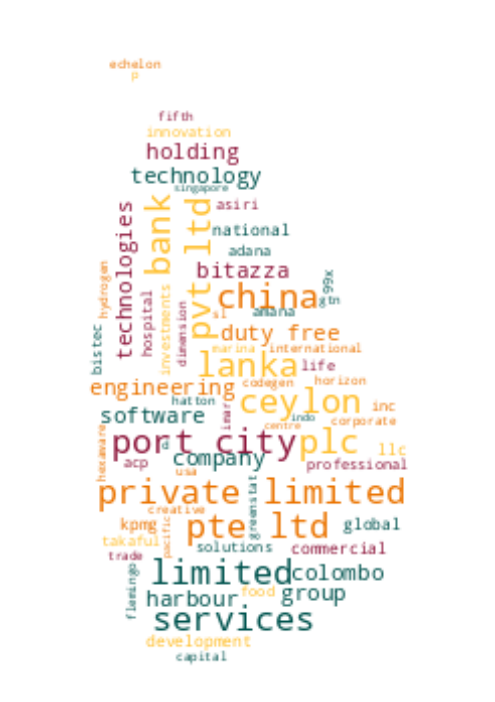 echelon
p
fifth
innovation
holding
technology
singapore
technologies
bank
pvt ltd
asiri
national
adana
bitazza
hydrogen
hospital
investments
dimension
china
99x
gtn
amana
sl
duty free
bistec
marina
international
lanka
life
engineering
codegen
horizon
hatton
ceylon
inc
software
imar
indo
corporate
centre
port city
plc
hexaware
a
llc
acp
company
professional
usa
private limited
creative
greenstat
kpmg
pacific
pte ltd
global
takaful
solutions
commercial
trade
limited
colombo
flemingo
harbour
food
group
services
development
capital